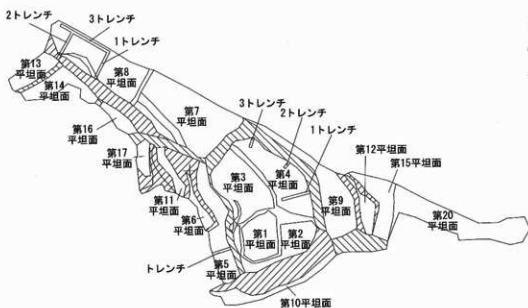 3トレンチ
2トレンチ
1トレンチ
第13
平坦面
第8
平坦面
第14
平坦面
第7
平坦面
第16
平坦面
3トレンチ
2トレンチ
1トレンチ
第17
平坦面
第12平坦面
第15平坦面
第3
平坦面
第4
平坦面
第11
平坦面
第9
平坦面
第20
平坦面
第6
平坦面
第1
平坦面
第2
平坦面
トレンチ
第5
平坦面
第10平坦面